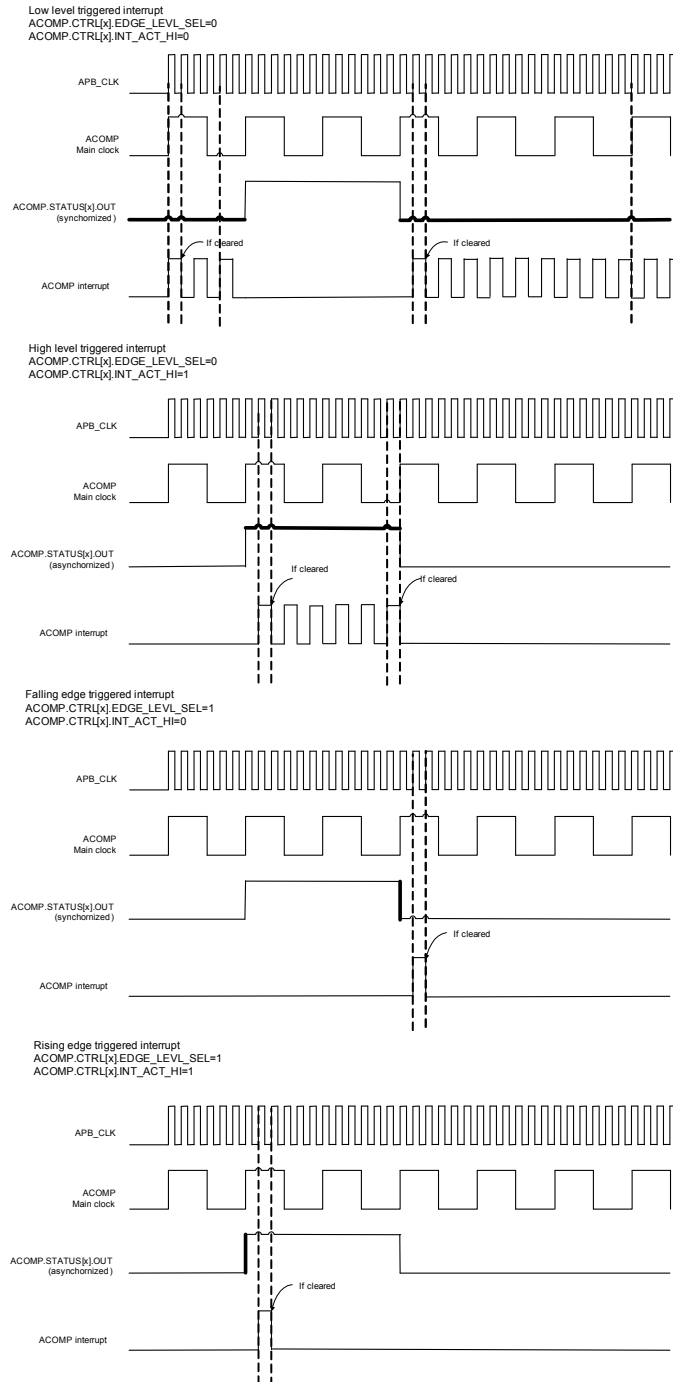 Low level triggered interrupt
ACOMP.CTRL[x].EDGE_LEVL_SEL=0
ACOMP.CTRL[x].INT_ACT_HI=0
APB_CLK
ACOMP
Main clock
ACOMP.STATUS[x].OUT
(synchornized)
If cleared
If cleared
ACOMP interrupt
High level triggered interrupt
ACOMP.CTRL[x].EDGE_LEVL_SEL=0
ACOMP.CTRL[x].INT_ACT_HI=1
APB_CLK
ACOMP
Main clock
ACOMP.STATUS[x].OUT
(asynchornized)
If cleared
If cleared
ACOMP interrupt
Falling edge triggered interrupt
ACOMP.CTRL[x].EDGE_LEVL_SEL=1
ACOMP.CTRL[x].INT_ACT_HI=0
APB_CLK
ACOMP
Main clock
ACOMP.STATUS[x].OUT
(synchornized)
If cleared
ACOMP interrupt
Rising edge triggered interrupt
ACOMP.CTRL[x].EDGE_LEVL_SEL=1
ACOMP.CTRL[x].INT_ACT_HI=1
APB_CLK
ACOMP
Main clock
ACOMP.STATUS[x].OUT
(asynchornized)
If cleared
ACOMP interrupt